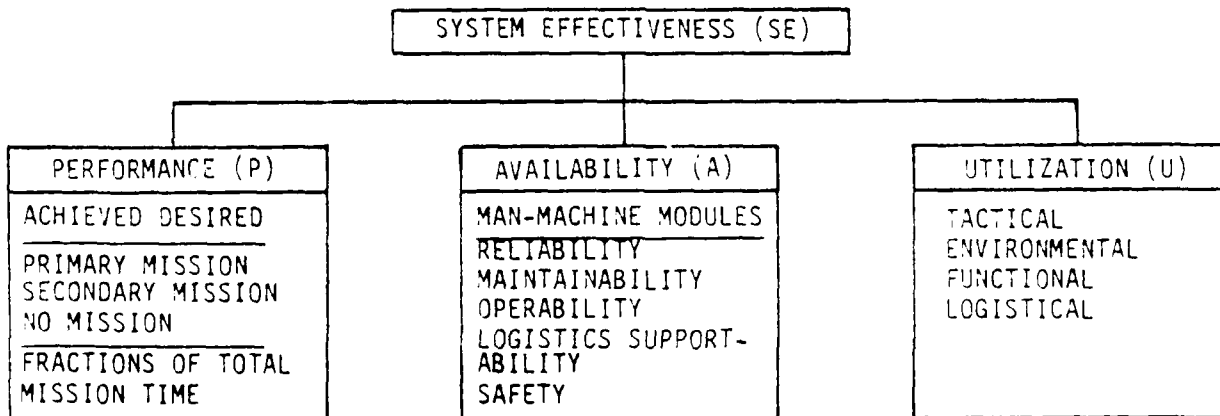 SYSTEM EFFECTIVENESS (SE)
PERFORMANCE (P)
ACHIEVED DESIRED
PRIMARY MISSION
SECONDARY MISSION
NO MISSION
FRACTIONS OF TOTAL
MISSION TIME
AVAILABILITY (A)
MAN-MACHINE MODULES
RELIABILITY
MAINTAINABILITY
OPERABILITY
LOGISTICS SUPPORT-
ABILITY
SAFETY
UTILIZATION (U)
TACTICAL
ENVIRONMENTAL
FUNCTIONAL
LOGISTICAL